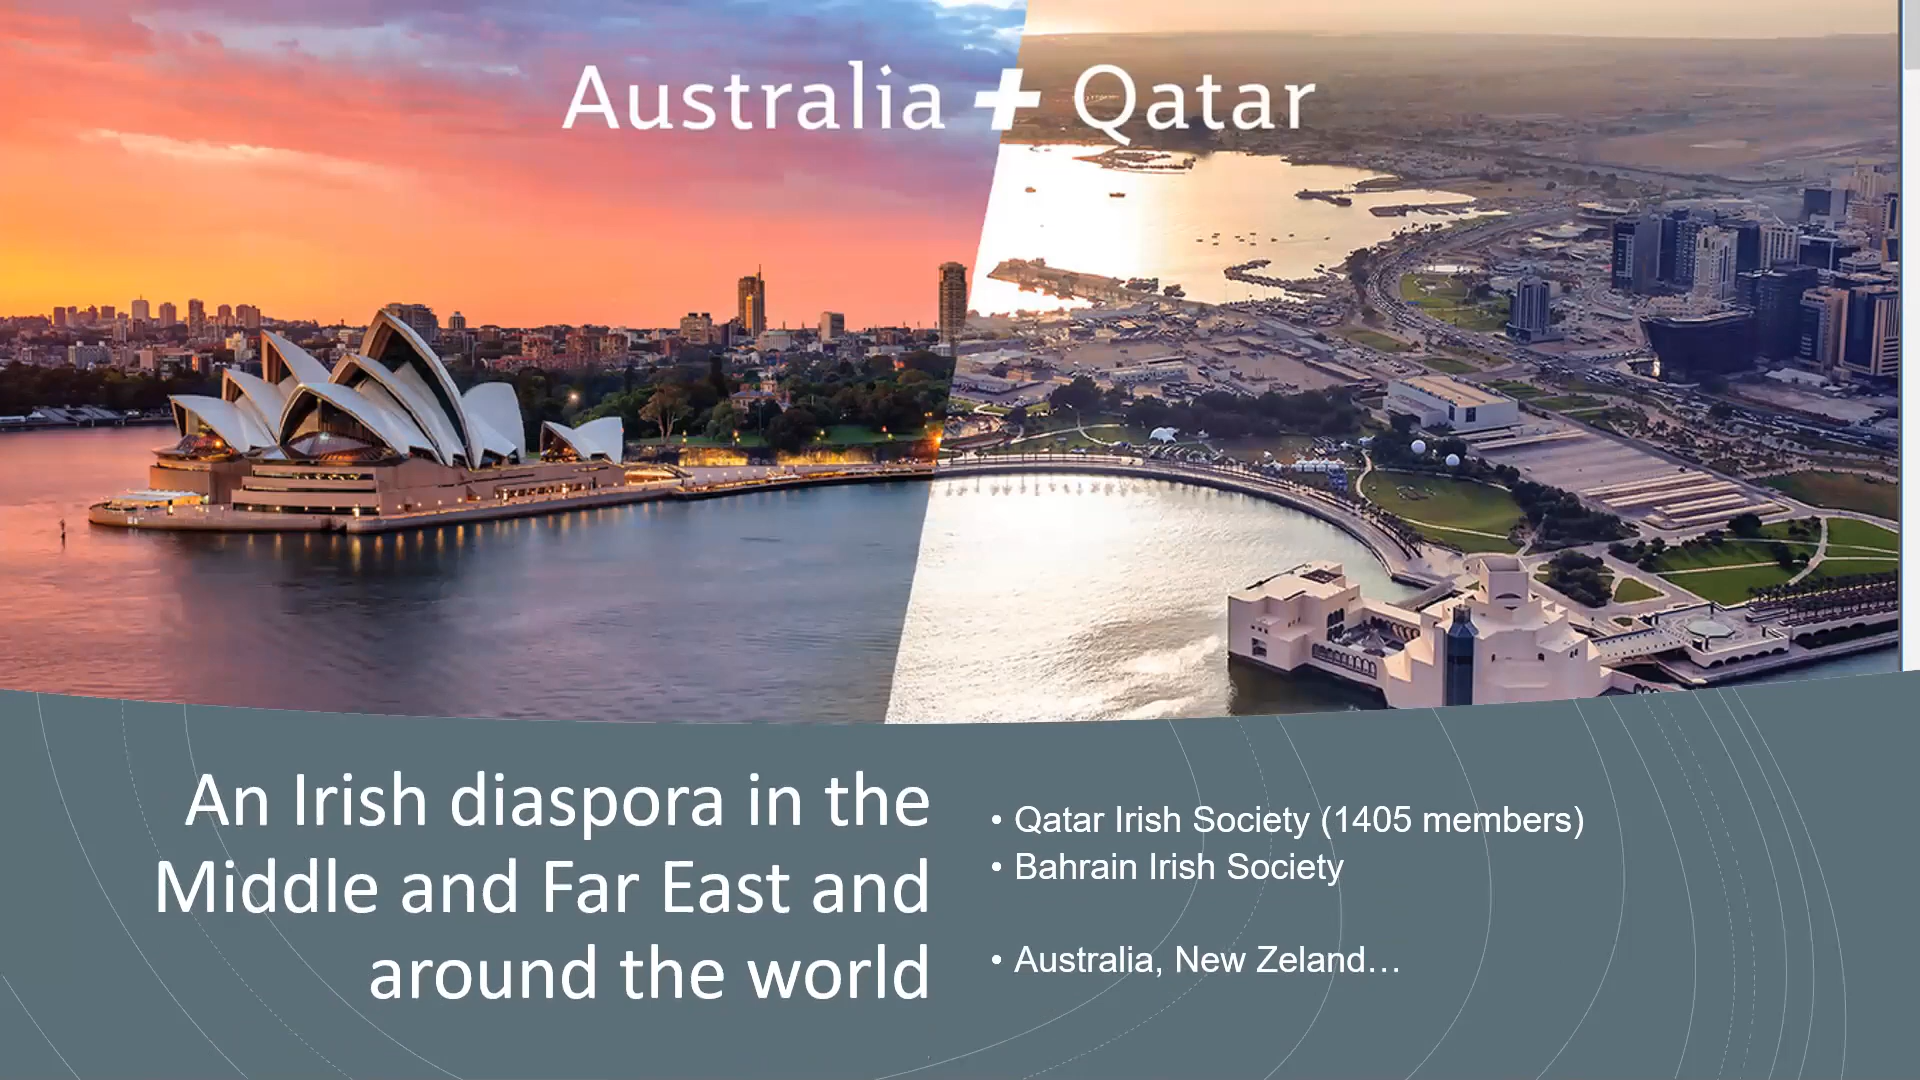 Australia + Qatar
An Irish diaspora in the
Middle and Far East and
around the world
• Qatar Irish Society (1405 members)
• Bahrain Irish Society
• Australia, New Zeland…